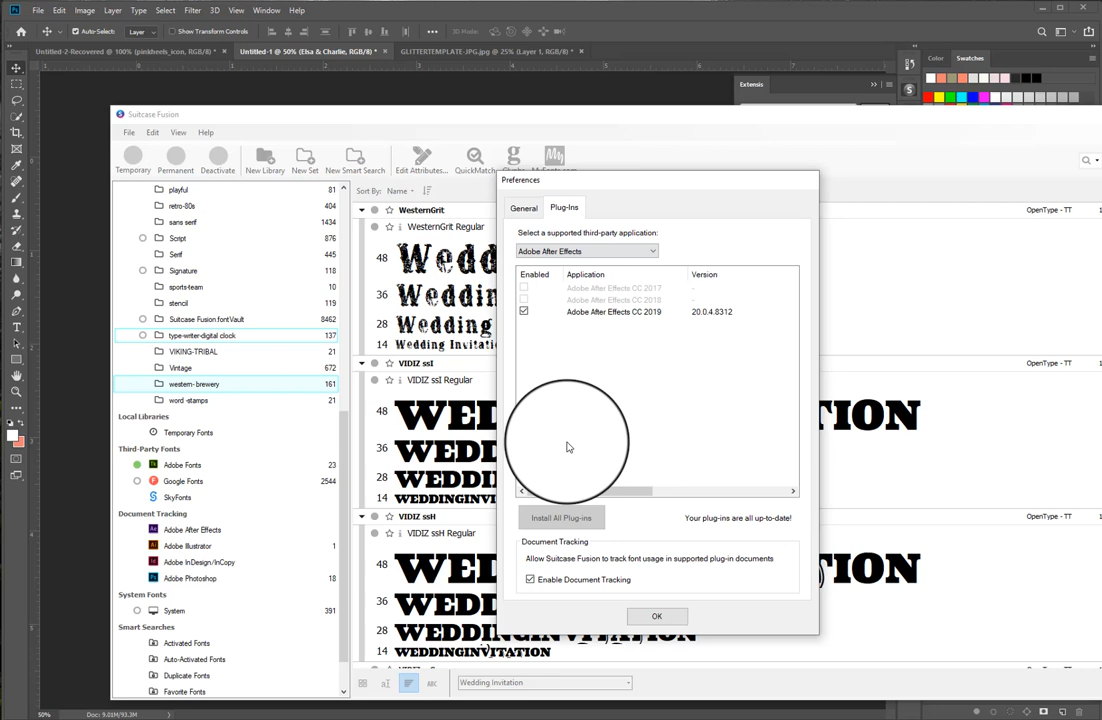 File Edit Image Layer Type Select Filter 3D View Window Help
Auto-Select: Layer Show Transform Controls 3D Mode:
Untitled-2-Recovered @ 100% (pinkheels_icon, RGB/8) * × Untitled-1 @ 50% (Elsa & Charlie, RGB/8) * × GLITTERTEMPLATE-JPG.jpg @ 25% (Layer 1, RGB/8) * ×
Color Swatches
Extensis
Suitcase Fusion
File Edit View Help
Temporary Permanent Deactivate New Library New Set New Smart Search Edit Attributes... QuickMatch
playful 81
retro-80s 404
sans serif 1434
Script 876
Serif 445
Signature 118
sports-team 10
stencil 119
Suitcase Fusion.fontVault 8462
type-writer-digital clock 137
VIKING-TRIBAL 21
Vintage 672
western- brewery 161
word -stamps 21
Local Libraries
Temporary Fonts
Third-Party Fonts
Adobe Fonts 23
Google Fonts 2544
SkyFonts
Document Tracking
Adobe After Effects
Adobe Illustrator 1
Adobe InDesign/InCopy
Adobe Photoshop 18
System Fonts
System 391
Smart Searches
Activated Fonts
Auto-Activated Fonts
Duplicate Fonts
Favorite Fonts
Sort By: Name
WesternGrit OpenType - TT
WesternGrit Regular
48 Wedd
36 Wedding
28 Wedding
14 Wedding Invitati
VIDIZ ssI OpenType - TT
VIDIZ ssI Regular
48 WED TION
36 WEDD
28 WEDDIN
14 WEDDINGINVIT
VIDIZ ssH OpenType - TT
VIDIZ ssH Regular
48 WED TION
36 WEDD
28 WEDDINGINVITATION
14 WEDDINGINVITATION
Wedding Invitation
Preferences
General Plug-Ins
Select a supported third-party application:
Adobe After Effects
Enabled Application Version
Adobe After Effects CC 2017 -
Adobe After Effects CC 2018 -
Adobe After Effects CC 2019 20.0.4.8312
Install All Plug-ins Your plug-ins are all up-to-date!
Document Tracking
Allow Suitcase Fusion to track font usage in supported plug-in documents
Enable Document Tracking
OK
50% Doc: 9.01M/93.3M